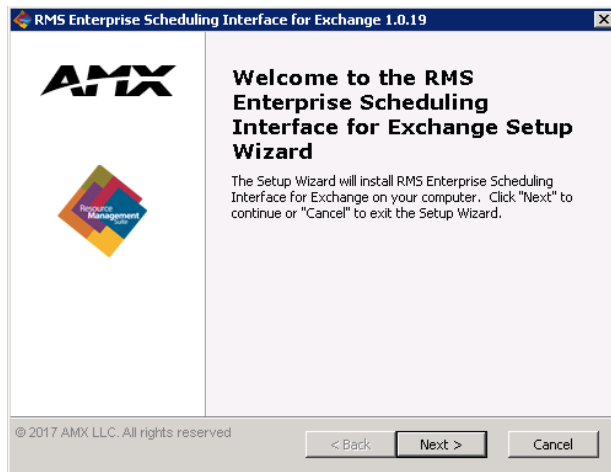 RMS Enterprise Scheduling Interface for Exchange 1.0.19
AMX
Welcome to the RMS
Enterprise Scheduling
Interface for Exchange Setup
Wizard
The Setup Wizard will install RMS Enterprise Scheduling
Interface for Exchange on your computer. Click "Next" to
continue or "Cancel" to exit the Setup Wizard.
Resource
Management
Suite
© 2017 AMX LLC. All rights reserved
< Back Next > Cancel